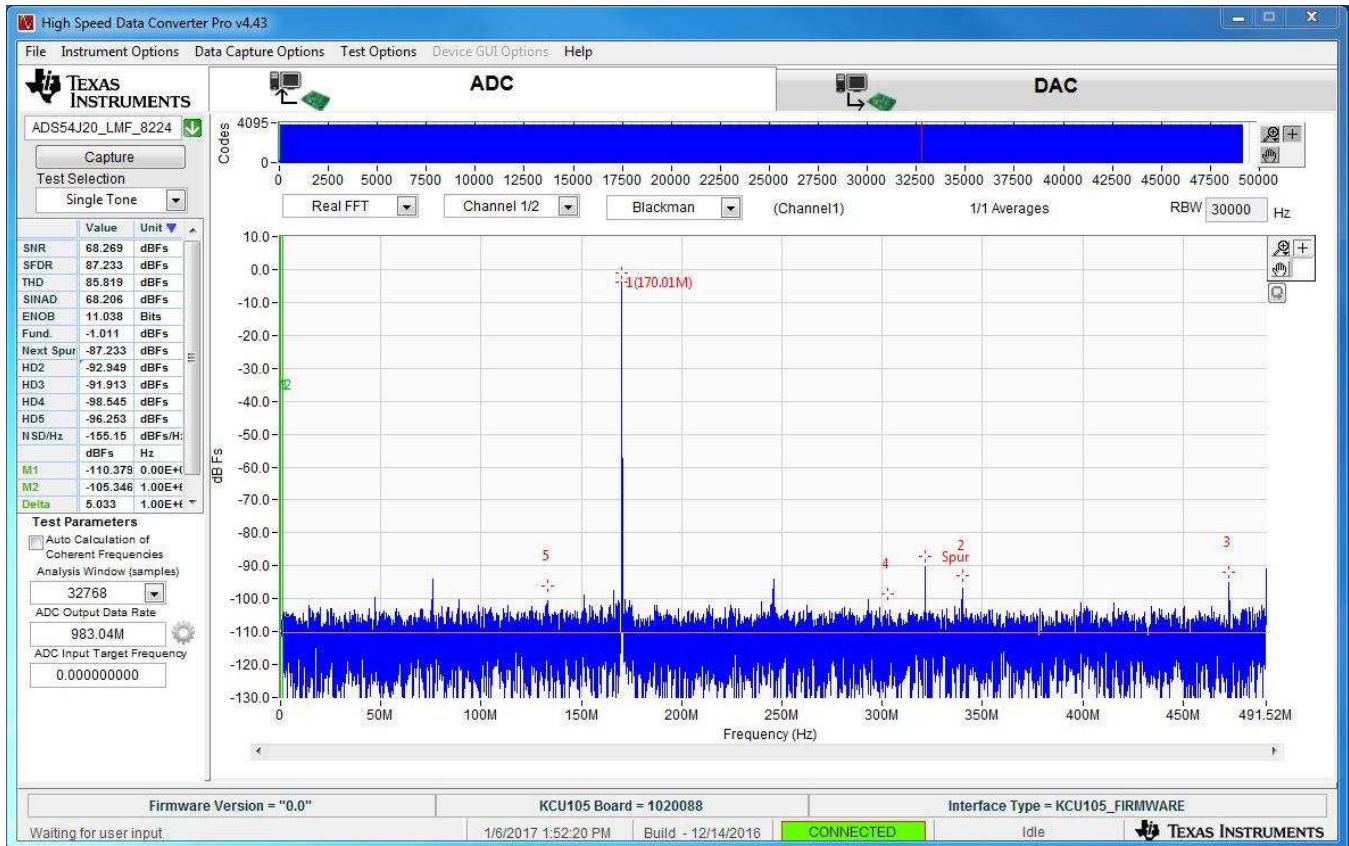 High Speed Data Converter Pro v4.43
File Instrument Options Data Capture Options Test Options Device GUI Options Help
TEXAS INSTRUMENTS
ADC
DAC
ADS54J20_LMF_8224
Capture
Test Selection
Single Tone
Value Unit
SNR 68.269 dBFs
SFDR 87.233 dBFs
THD 85.819 dBFs
SINAD 68.206 dBFs
ENOB 11.038 Bits
Fund. -1.011 dBFs
Next Spur -87.233 dBFs
HD2 -92.949 dBFs
HD3 -91.913 dBFs
HD4 -98.545 dBFs
HD5 -96.253 dBFs
NSD/Hz -155.15 dBFs/H
dBFs Hz
M1 -110.379 0.00E+
M2 -105.346 1.00E+
Delta 5.033 1.00E+
Test Parameters
Auto Calculation of
Coherent Frequencies
Analysis Window (samples)
32768
ADC Output Data Rate
983.04M
ADC Input Target Frequency
0.000000000
Codes
4095
0
0 2500 5000 7500 10000 12500 15000 17500 20000 22500 25000 27500 30000 32500 35000 37500 40000 42500 45000 47500 50000
Real FFT Channel 1/2 Blackman (Channel1) 1/1 Averages RBW 30000 Hz
dB Fs
10.0
0.0
-10.0
-20.0
-30.0
-40.0
-50.0
-60.0
-70.0
-80.0
-90.0
-100.0
-110.0
-120.0
-130.0
1(170.01M)
2
5
4
2
Spur
3
0 50M 100M 150M 200M 250M 300M 350M 400M 450M 491.52M
Frequency (Hz)
Firmware Version = "0.0" KCU105 Board = 1020088 Interface Type = KCU105_FIRMWARE
Waiting for user input 1/6/2017 1:52:20 PM Build - 12/14/2016 CONNECTED Idle TEXAS INSTRUMENTS